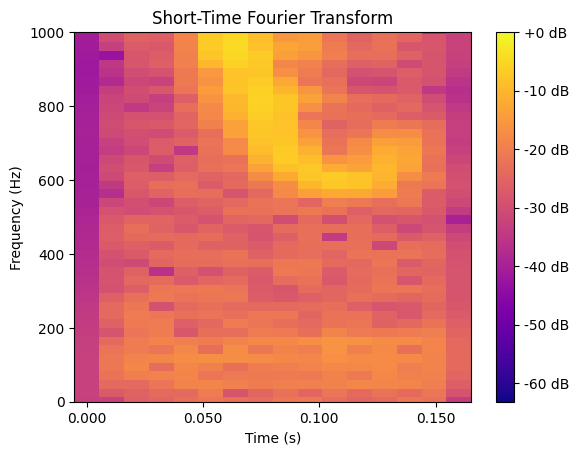 Short-Time Fourier Transform
1000
800
600
400
200
0
Frequency (Hz)
0.000
0.050
0.100
0.150
Time (s)
+0 dB
-10 dB
-20 dB
-30 dB
-40 dB
-50 dB
-60 dB